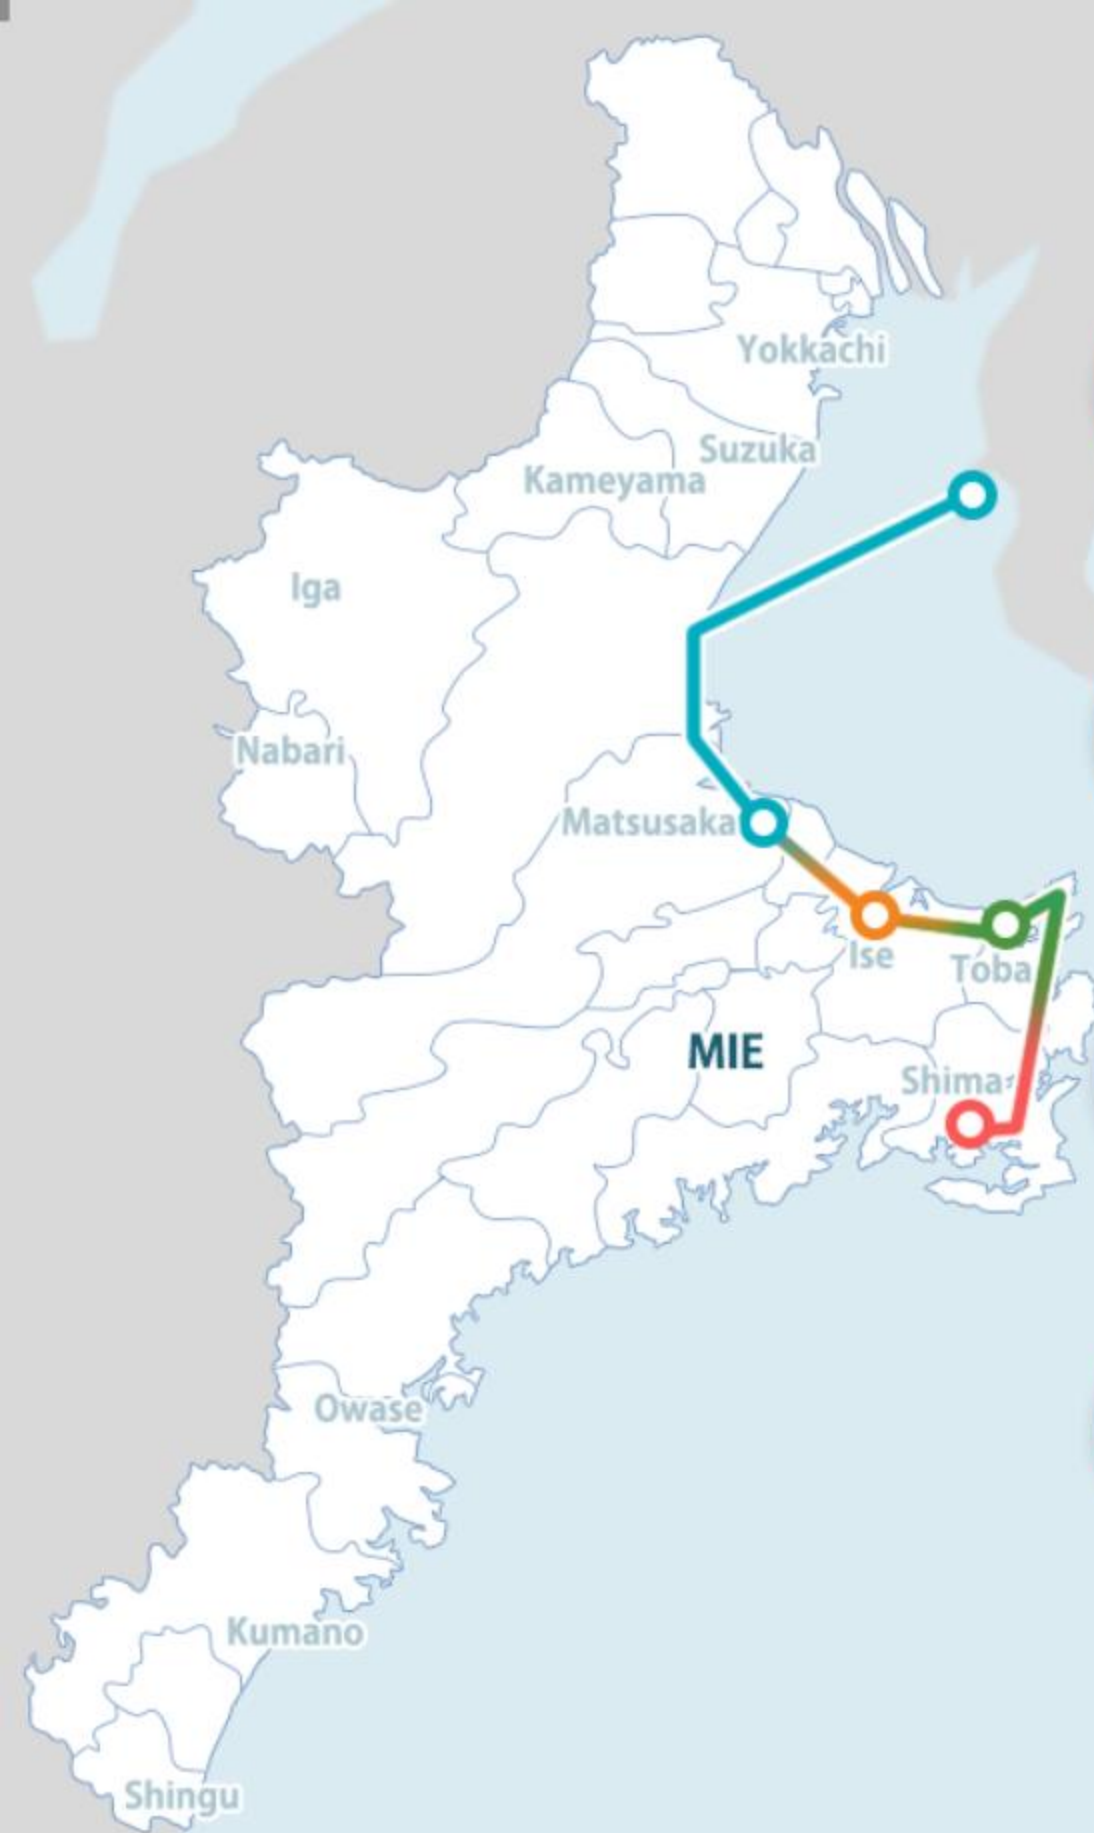 Yokkachi
Suzuka
Kameyama
Iga
Nabari
Matsusaka
Ise
Toba
MIE
Shima
Owase
Kumano
Shingu